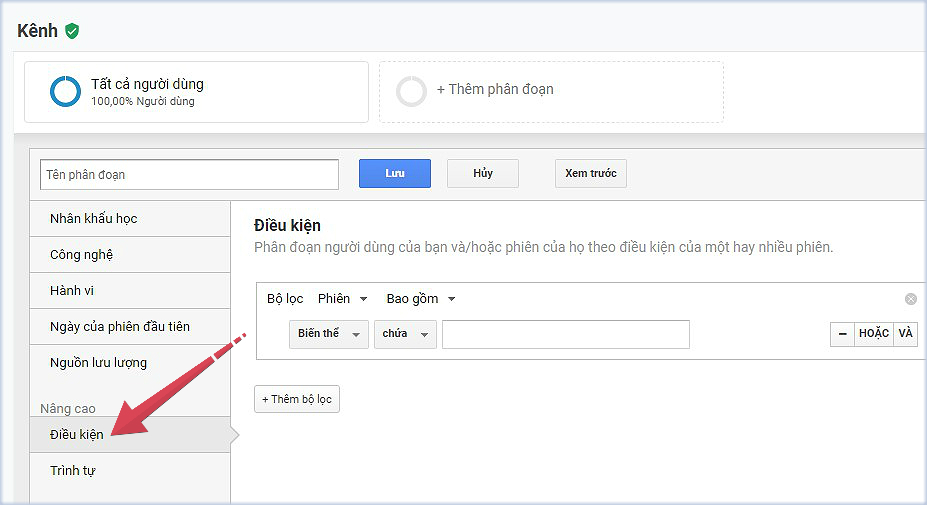 Kênh
Tất cả người dùng
100,00% Người dùng
+ Thêm phân đoạn
Tên phân đoạn
Lưu
Hủy
Xem trước
Nhân khẩu học
Công nghệ
Hành vi
Ngày của phiên đầu tiên
Nguồn lưu lượng
Nâng cao
Điều kiện
Trình tự
Điều kiện
Phân đoạn người dùng của bạn và/hoặc phiên của họ theo điều kiện của một hay nhiều phiên.
Bộ lọc Phiên Bao gồm
Biến thể chứa – HOẶC VÀ
+ Thêm bộ lọc